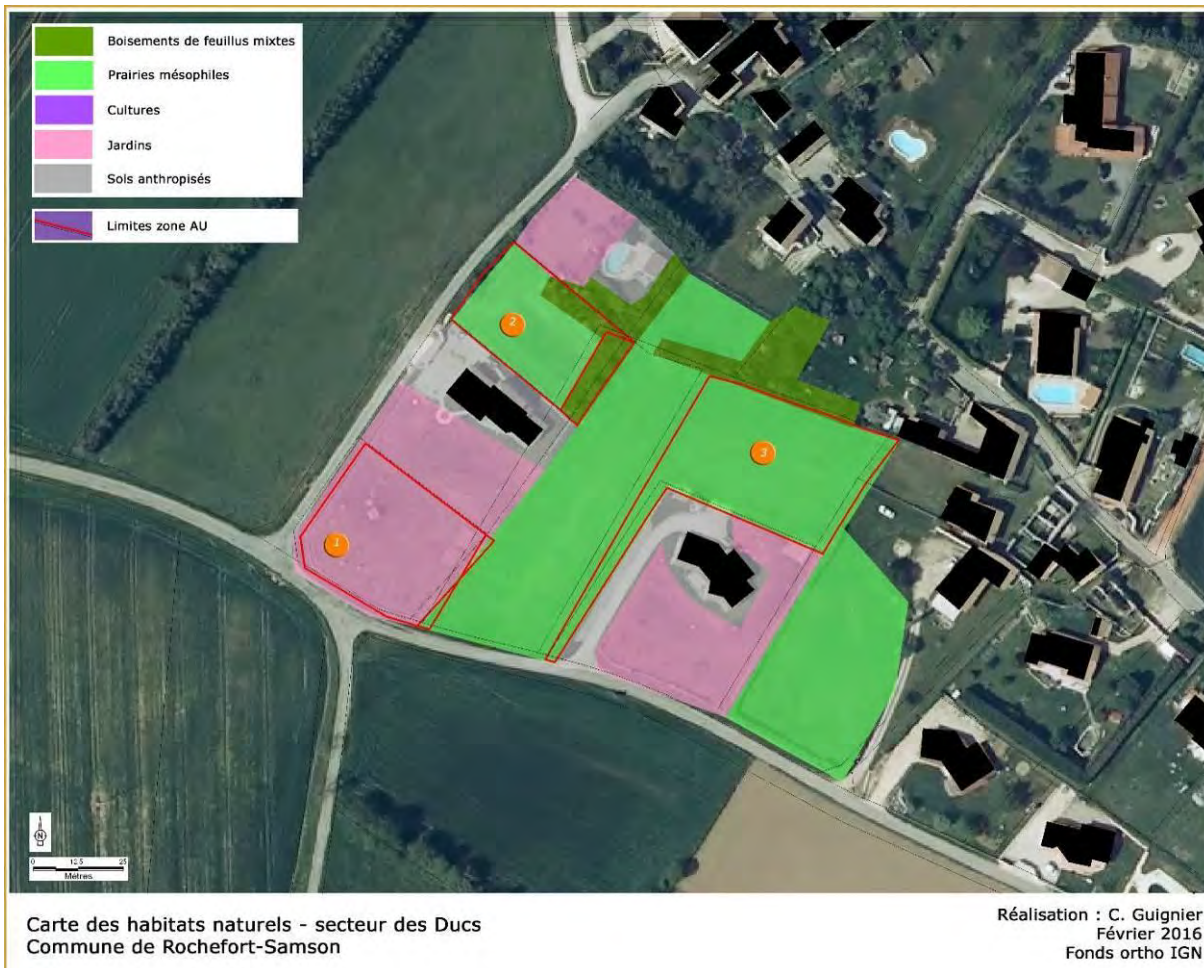 Boisements de feuillus mixtes
Prairies mésophiles
Cultures
Jardins
Sols anthropisés
Limites zone AU
2
3
1
N
0 12.5 25
Mètres
Carte des habitats naturels - secteur des Ducs
Commune de Rochefort-Samson
Réalisation : C. Guignier
Février 2016
Fonds ortho IGN